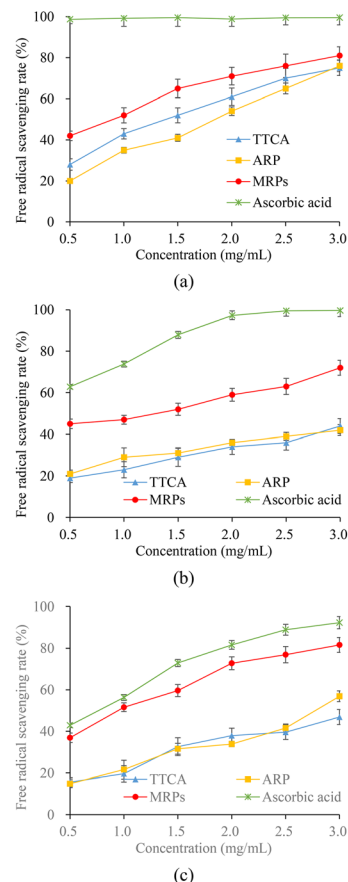 Free radical scavenging rate (%)
100
80
60
40
20
0
TTCA
ARP
MRPs
Ascorbic acid
0.5 1.0 1.5 2.0 2.5 3.0
Concentration (mg/mL)
(a)
Free radical scavenging rate (%)
100
80
60
40
20
0
TTCA ARP
MRPs Ascorbic acid
0.5 1.0 1.5 2.0 2.5 3.0
Concentration (mg/mL)
(b)
Free radical scavenging rate (%)
100
80
60
40
20
0
TTCA ARP
MRPs Ascorbic acid
0.5 1.0 1.5 2.0 2.5 3.0
Concentration (mg/mL)
(c)